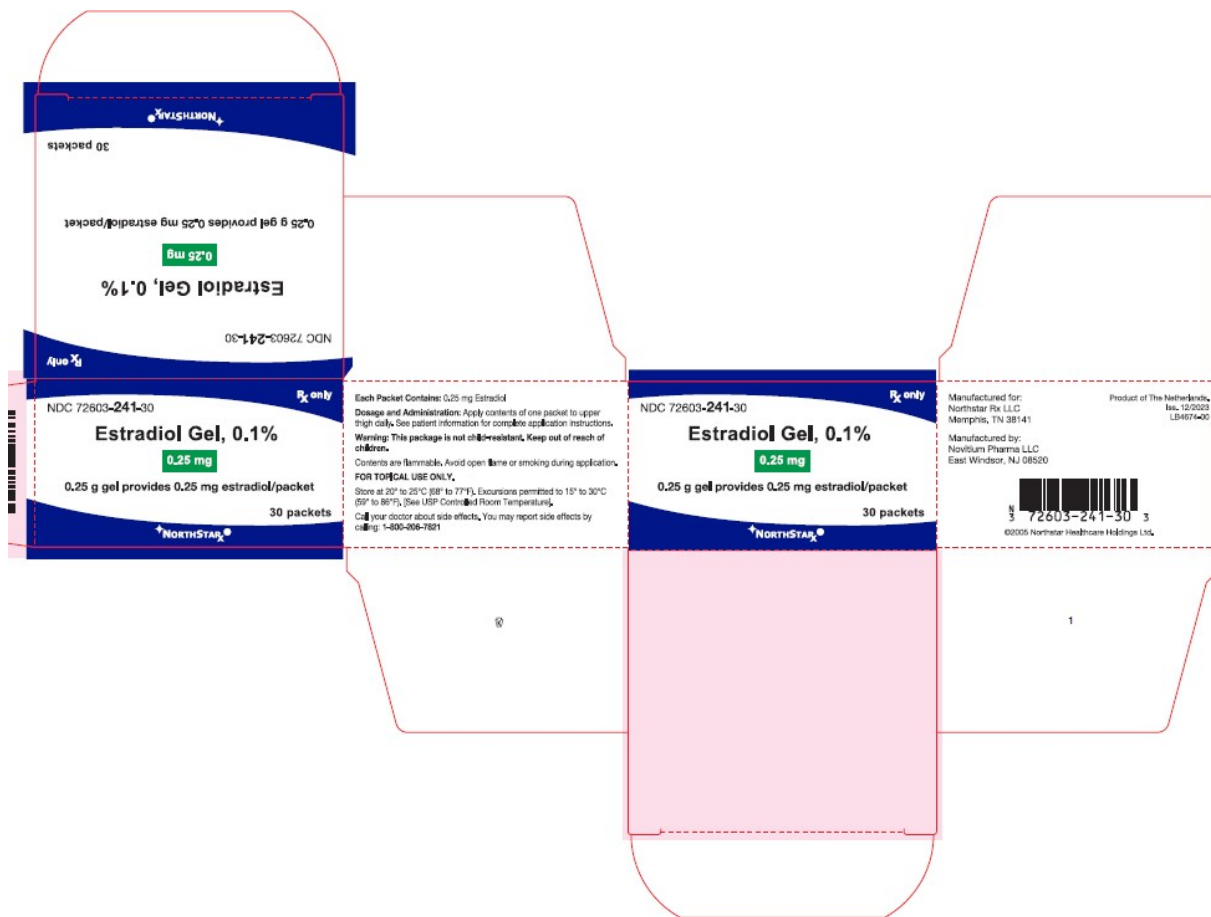 NORTHSTARx
30 packets
0.25 g gel provides 0.25 mg estradiol/packet
0.25 mg
Estradiol Gel, 0.1%
NDC 72603-241-30
Rx only
Rx only
NDC 72603-241-30
Estradiol Gel, 0.1%
0.25 mg
0.25 g gel provides 0.25 mg estradiol/packet
30 packets
NORTHSTARx
Each Packet Contains: 0.25 mg Estradiol
Dosage and Administration: Apply contents of one packet to upper
thigh daily. See patient information for complete application instructions.
Warning: This package is not child-resistant. Keep out of reach of
children.
Contents are flammable. Avoid open flame or smoking during application.
FOR TOPICAL USE ONLY.
Store at 20° to 25°C (68° to 77°F). Excursions permitted to 15° to 30°C
(59° to 86°F). [See USP Controlled Room Temperature].
Call your doctor about side effects. You may report side effects by
calling: 1-800-206-7821
Rx only
NDC 72603-241-30
Estradiol Gel, 0.1%
0.25 mg
0.25 g gel provides 0.25 mg estradiol/packet
30 packets
NORTHSTARx
Manufactured for:
Northstar Rx LLC
Memphis, TN 38141
Manufactured by:
Novitium Pharma LLC
East Windsor, NJ 08520
Product of The Netherlands.
Iss. 12/2023
LB4674-00
N
3 72603-241-30 3
©2005 Northstar Healthcare Holdings Ltd.
1